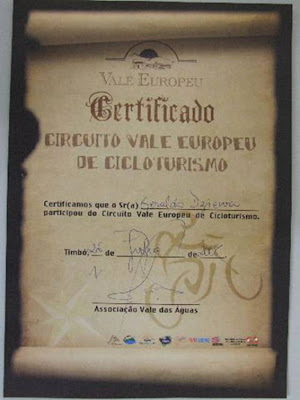 VALE EUROPEU
Certificado
CIRCUITO VALE EUROPEU
DE CICLOTURISMO
Certificamos que o Sr(a)
participou do Circuito Vale Europeu de Cicloturismo.
Timbó, de de
Associação Vale das Águas